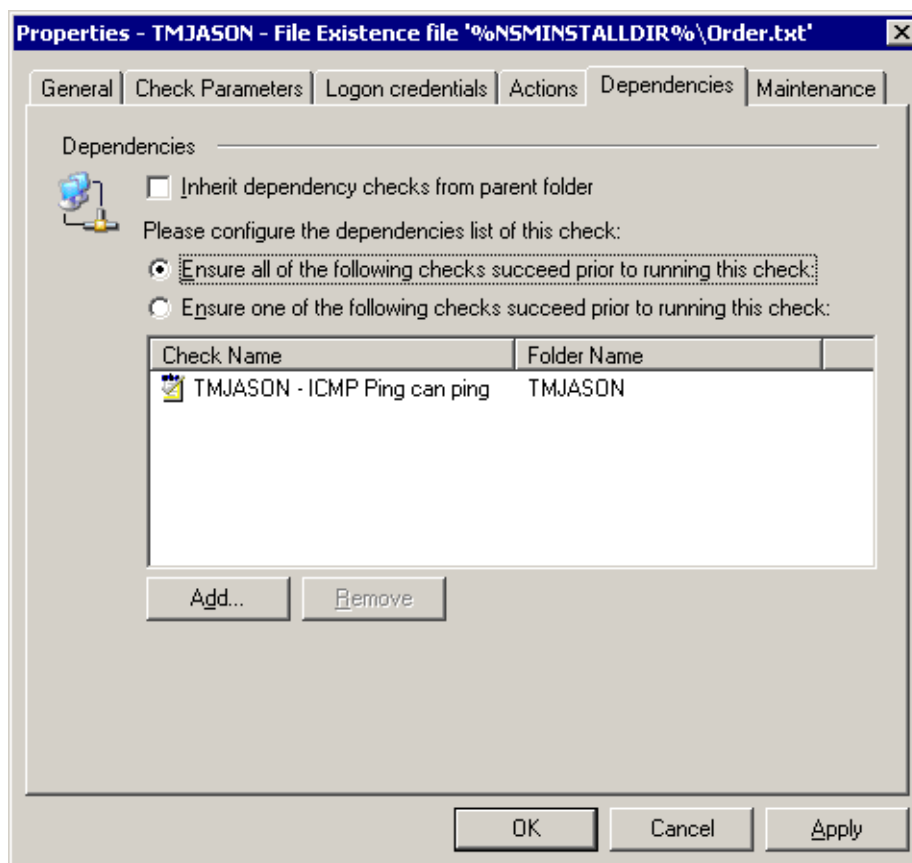 Properties - TMJASON - File Existence file '%NSMINSTALLDIR%\Order.txt'
General Check Parameters Logon credentials Actions Dependencies Maintenance
Dependencies
Inherit dependency checks from parent folder
Please configure the dependencies list of this check:
Ensure all of the following checks succeed prior to running this check:
Ensure one of the following checks succeed prior to running this check:
Check Name Folder Name
TMJASON - ICMP Ping can ping TMJASON
Add... Remove
OK Cancel Apply